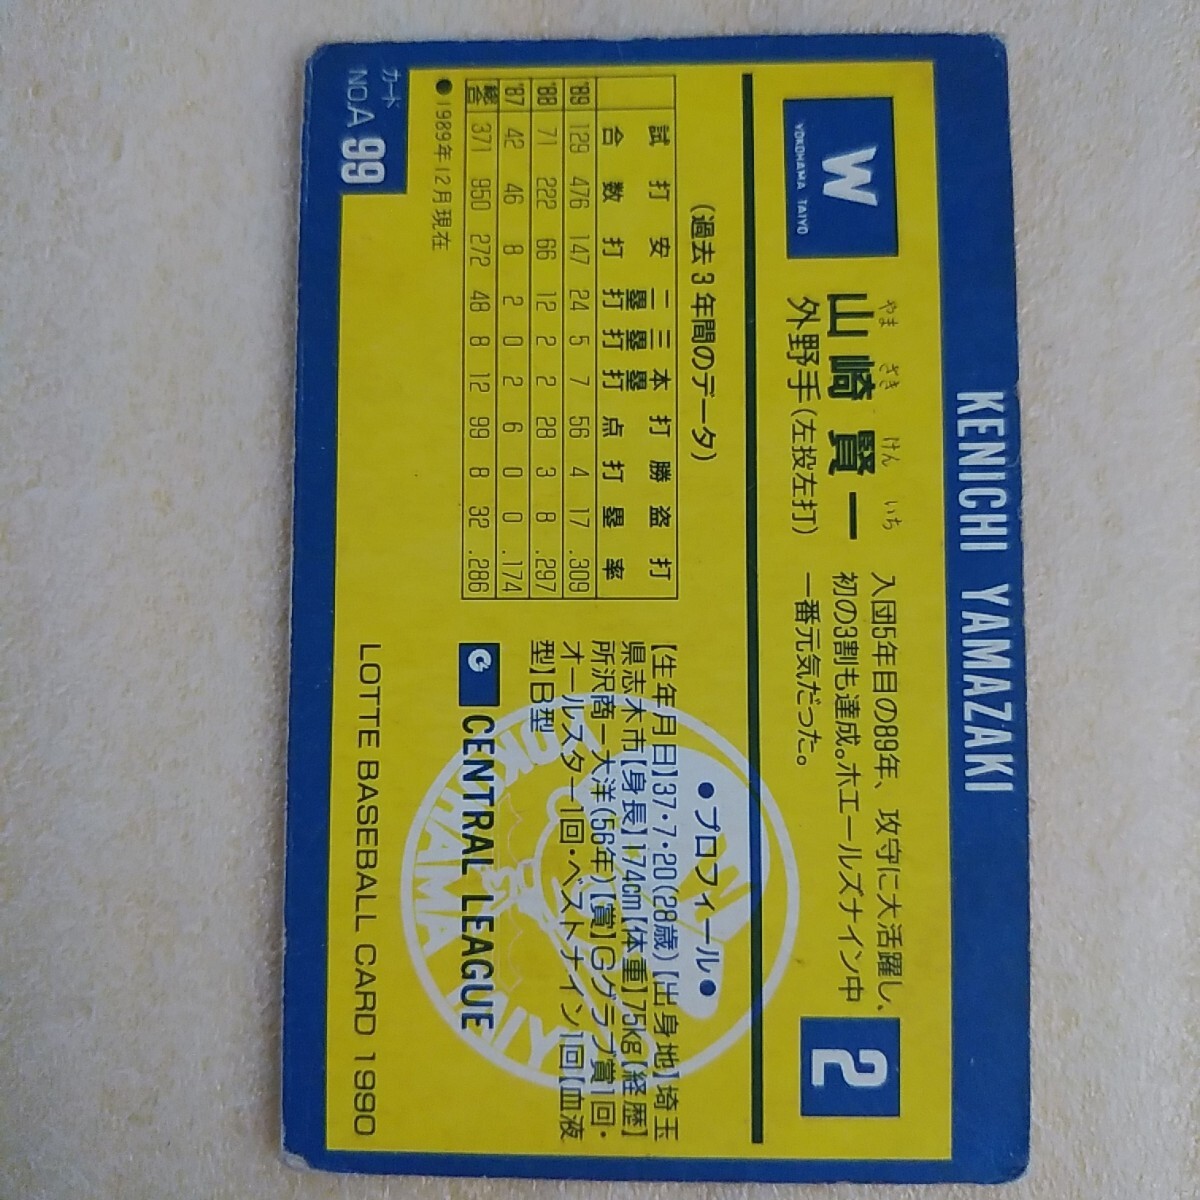 KENICHI YAMAZAKI
W
YOKOHAMA TAIYO
やま ざき けん いち
山崎賢一
外野手(左投左打)
入団5年目の89年、攻守に大活躍し、
初の3割も達成。ホエールズナイン中
一番元気だった。
2
(過去3年間のデータ)
試合 打数 安打 二塁打 三塁打 本塁打 打点 勝打 盗塁 打率
'89 129 476 147 24 5 7 56 4 17 .309
'88 71 222 66 12 2 2 28 3 8 .297
'87 42 46 8 2 0 2 6 0 0 .174
総合 371 950 272 48 8 12 99 8 32 .286
●1989年12月現在
●プロフィール●
【生年月日】37・7・20(28歳)【出身地】埼玉
県志木市【身長】174cm【体重】75kg【経歴】
所沢商ー大洋(56年)【賞】Gグラブ賞1回・
オールスター1回・ベストナイン1回【血液
型】B型
CENTRAL LEAGUE
カード
NO.A 99
LOTTE BASEBALL CARD 1990